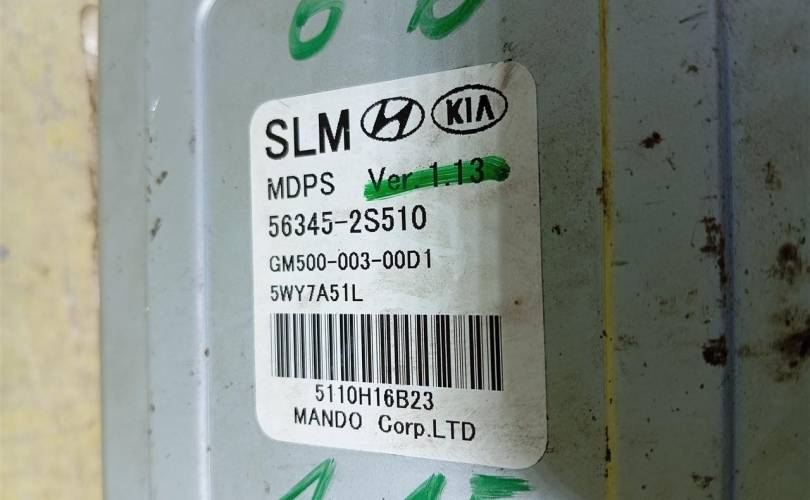 SLM KIA
MDPS Ver. 1.13
56345-2S510
GM500-003-00D1
5WY7A51L
5110H16B23
MANDO Corp.LTD